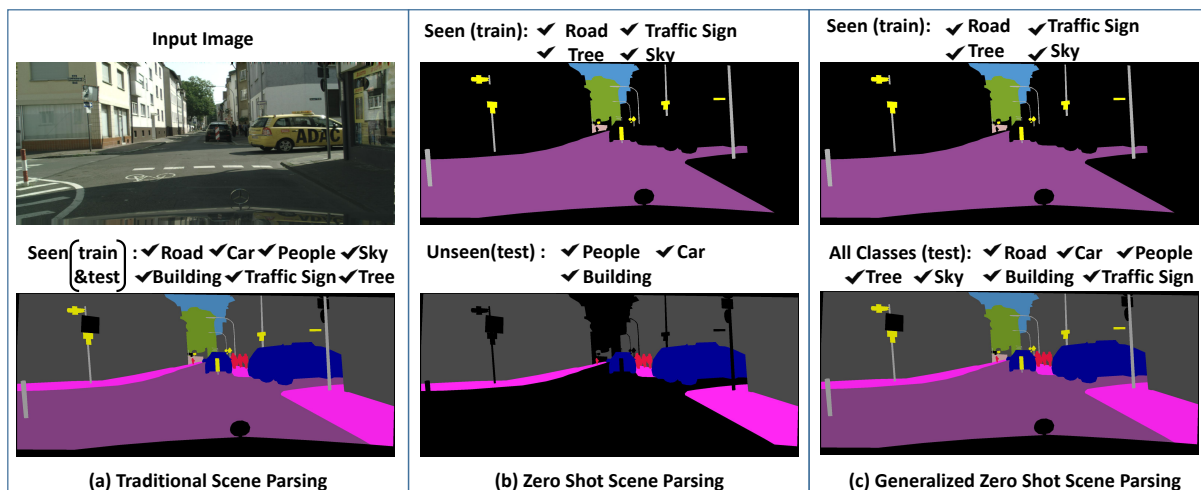 Input Image
ADAC
Seen (train &test) : ✔Road ✔Car ✔People ✔Sky
✔Building ✔Traffic Sign ✔Tree
(a) Traditional Scene Parsing
Seen (train): ✔ Road ✔ Traffic Sign
✔ Tree ✔ Sky
Unseen(test) : ✔ People ✔ Car
✔ Building
(b) Zero Shot Scene Parsing
Seen (train): ✔ Road ✔Traffic Sign
✔Tree ✔ Sky
All Classes (test): ✔ Road ✔ Car ✔People
✔ Tree ✔ Sky ✔ Building ✔ Traffic Sign
(c) Generalized Zero Shot Scene Parsing